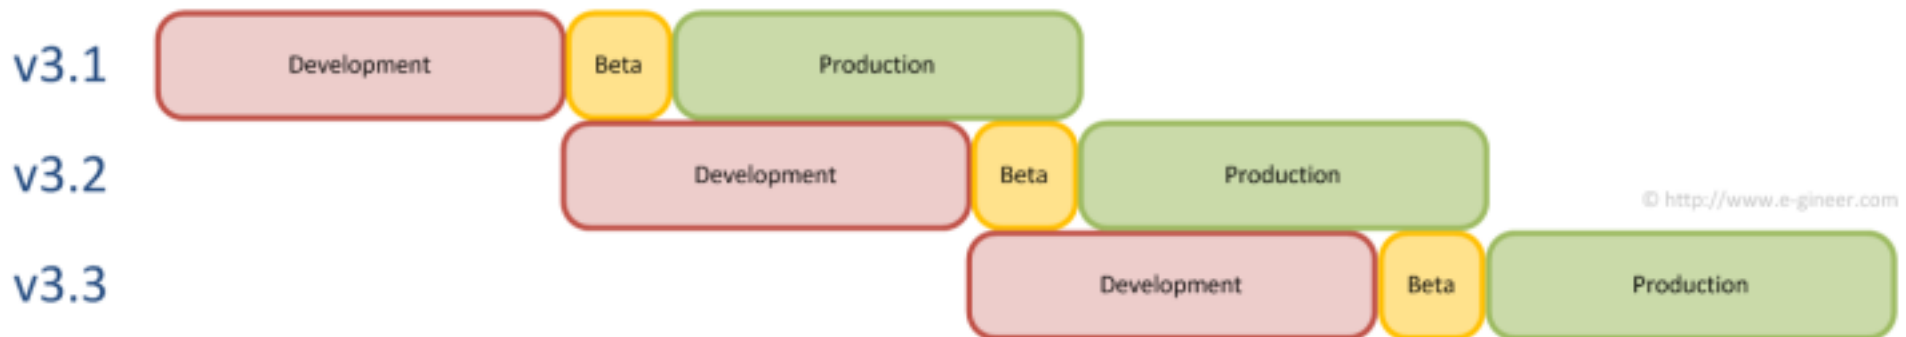 v3.1 Development Beta Production
v3.2 Development Beta Production
© http://www.e-gineer.com
v3.3 Development Beta Production